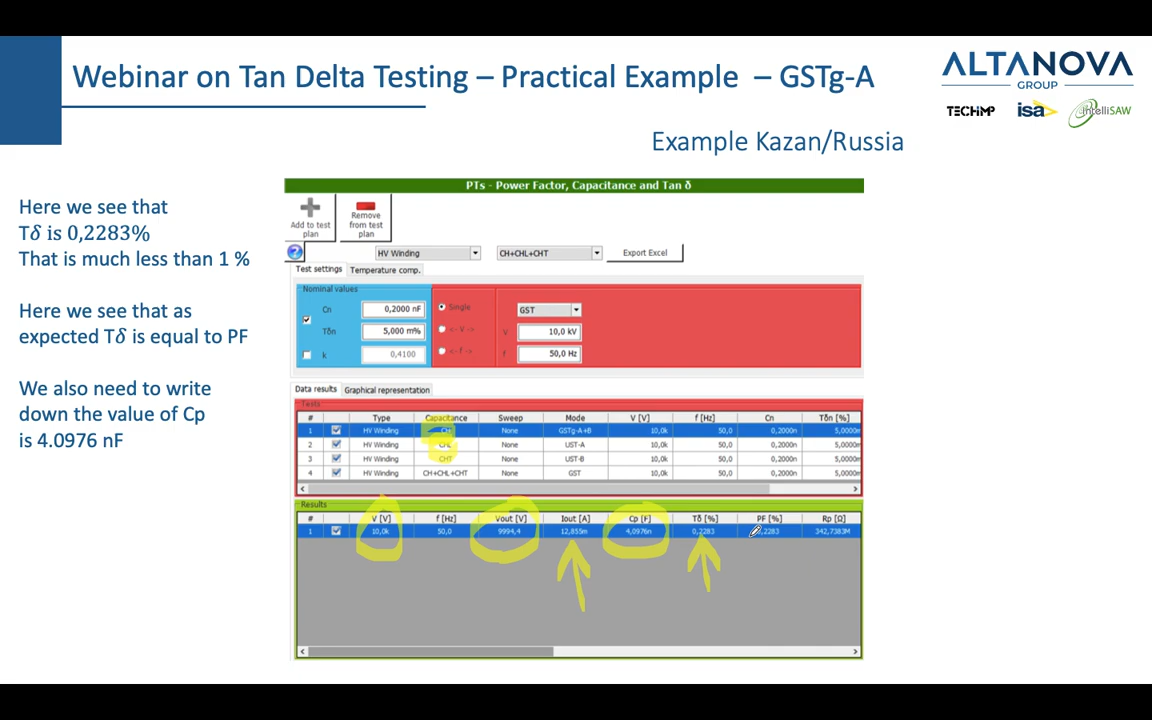 Webinar on Tan Delta Testing – Practical Example – GSTg-A
ALTANOVA
GROUP
TECHIMP isa IntelliSAW
Example Kazan/Russia
Here we see that
T𝛿 is 0,2283%
That is much less than 1 %
Here we see that as
expected T𝛿 is equal to PF
We also need to write
down the value of Cp
is 4.0976 nF
PTs - Power Factor, Capacitance and Tan δ
Add to test plan
Remove from test plan
HV Winding CH+CHL+CHT Export Excel
Test settings Temperature comp.
Nominal values
Cn 0,2000 nF Single GST
Tδn 5,000 m% <-V-> V 10,0 kV
k 0,4100 <-f-> f 50,0 Hz
Data results Graphical representation
Tests
# Type Capacitance Sweep Mode V [V] f [Hz] Cn Tδn [%]
1 HV Winding CH None GSTg-A+B 10,0k 50,0 0,2000n 5,0000m
2 HV Winding CHL None UST-A 10,0k 50,0 0,2000n 5,0000m
3 HV Winding CHT None UST-B 10,0k 50,0 0,2000n 5,0000m
4 HV Winding CH+CHL+CHT None GST 10,0k 50,0 0,2000n 5,0000m
Results
# V [V] f [Hz] Vout [V] Iout [A] Cp [F] Tδ [%] PF [%] Rp [Ω]
1 10,0k 50,0 9994,4 12,855m 4,0976n 0,2283 ,2283 342,7383M